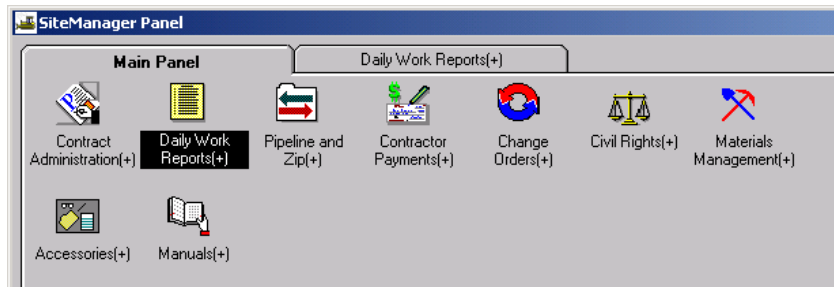 SiteManager Panel
Main Panel
Daily Work Reports(+)
Contract
Administration(+)
Daily Work
Reports(+)
Pipeline and
Zip(+)
Contractor
Payments(+)
Change
Orders(+)
Civil Rights(+)
Materials
Management(+)
Accessories(+)
Manuals(+)